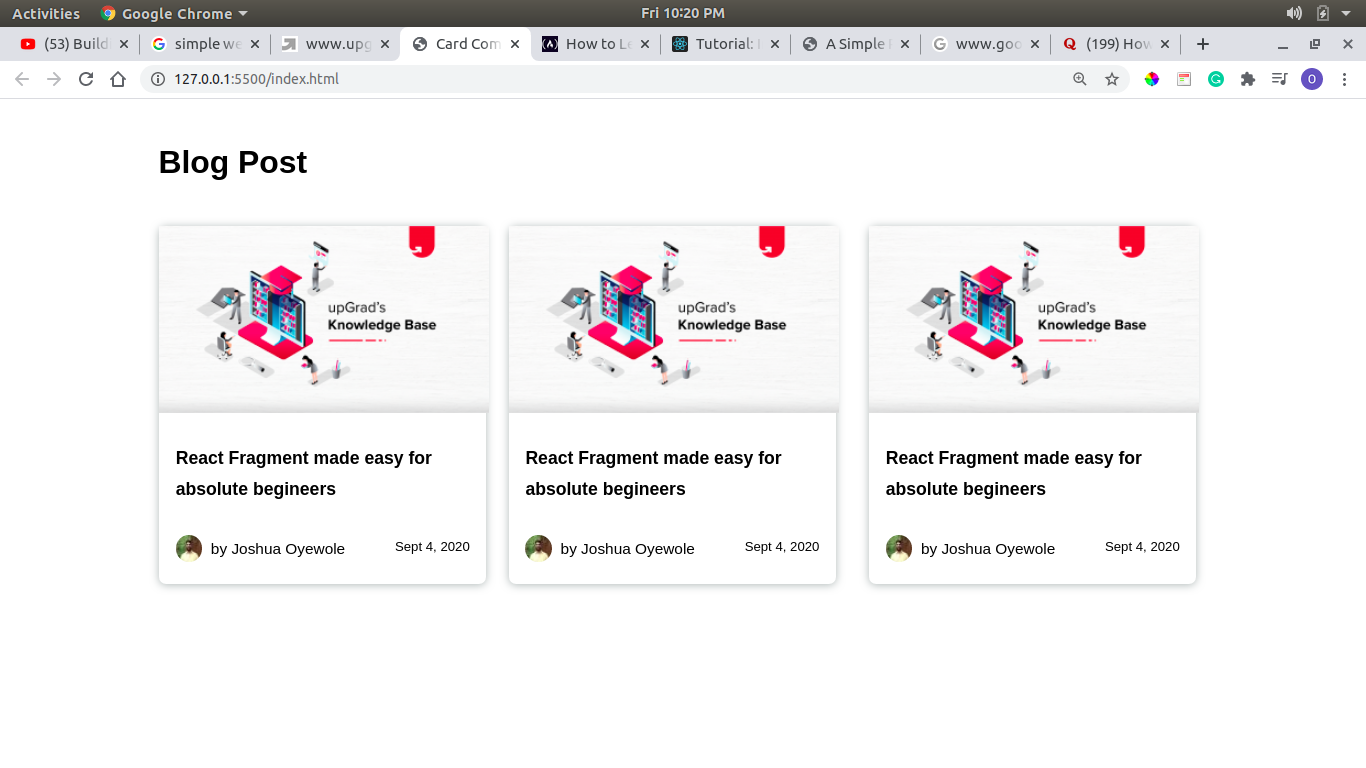 Activities Google Chrome Fri 10:20 PM
(53) Build simple we www.upg Card Com How to Le Tutorial: A Simple www.goo (199) How
127.0.0.1:5500/index.html O
Blog Post
upGrad's upGrad's upGrad's
Knowledge Base Knowledge Base Knowledge Base
React Fragment made easy for React Fragment made easy for React Fragment made easy for
absolute begineers absolute begineers absolute begineers
by Joshua Oyewole Sept 4, 2020 by Joshua Oyewole Sept 4, 2020 by Joshua Oyewole Sept 4, 2020